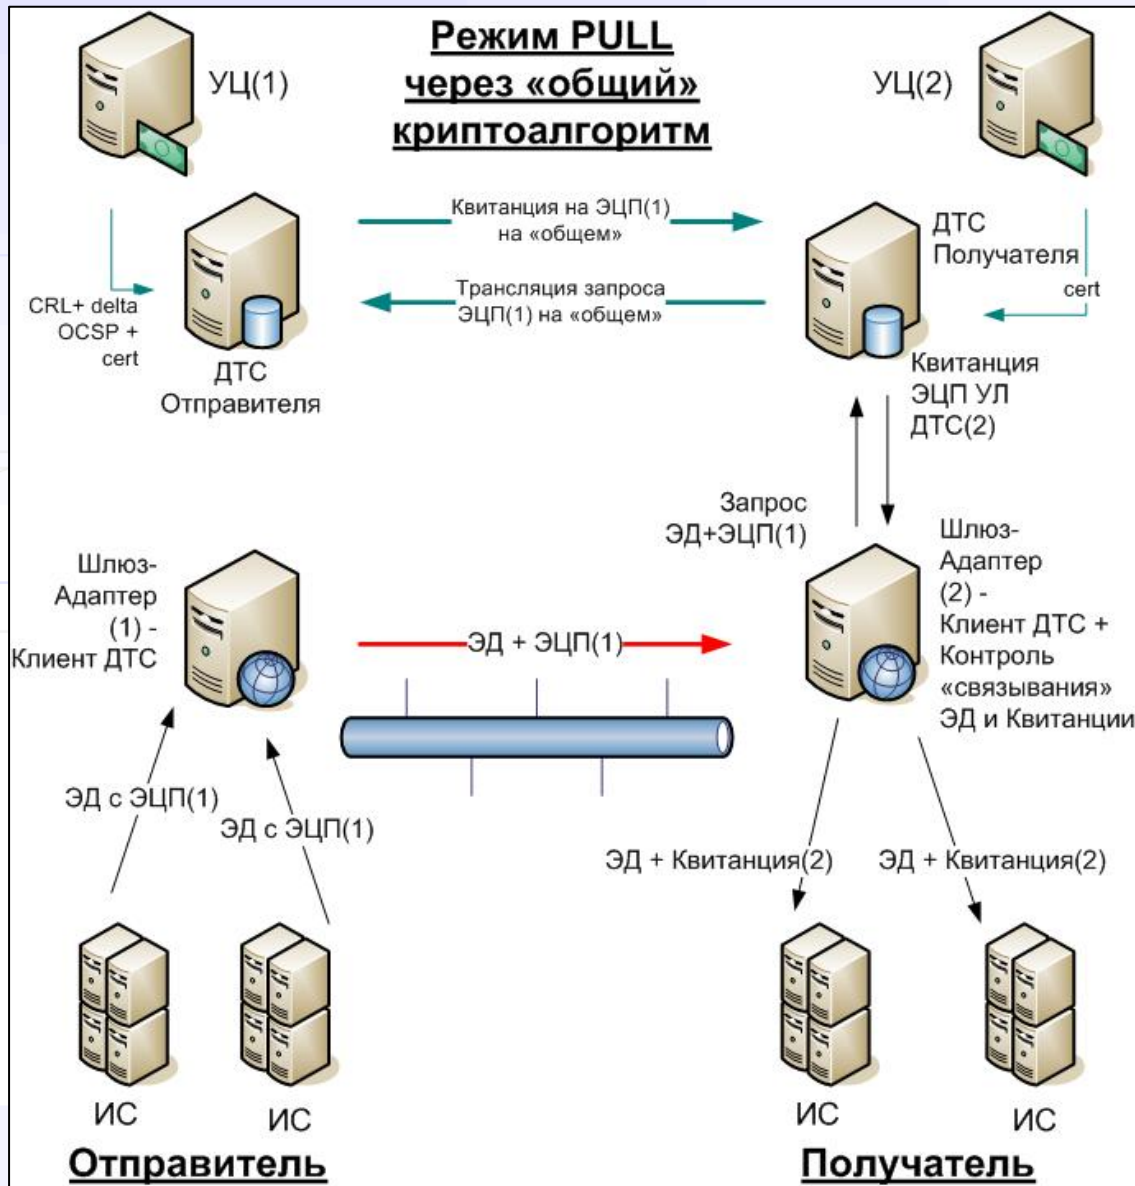 Режим PULL
через «общий»
криптоалгоритм
УЦ(1)
УЦ(2)
Квитанция на ЭЦП(1)
на «общем»
Трансляция запроса
ЭЦП(1) на «общем»
CRL+ delta
OCSP +
cert
ДТС
Отправителя
ДТС
Получателя
cert
Квитанция
ЭЦП УЛ
ДТС(2)
Запрос
ЭД+ЭЦП(1)
Шлюз-
Адаптер
(1) -
Клиент ДТС
ЭД + ЭЦП(1)
Шлюз-
Адаптер
(2) -
Клиент ДТС +
Контроль
«связывания»
ЭД и Квитанции
ЭД с ЭЦП(1)
ЭД с ЭЦП(1)
ЭД + Квитанция(2)
ЭД + Квитанция(2)
ИС
ИС
ИС
ИС
Отправитель
Получатель